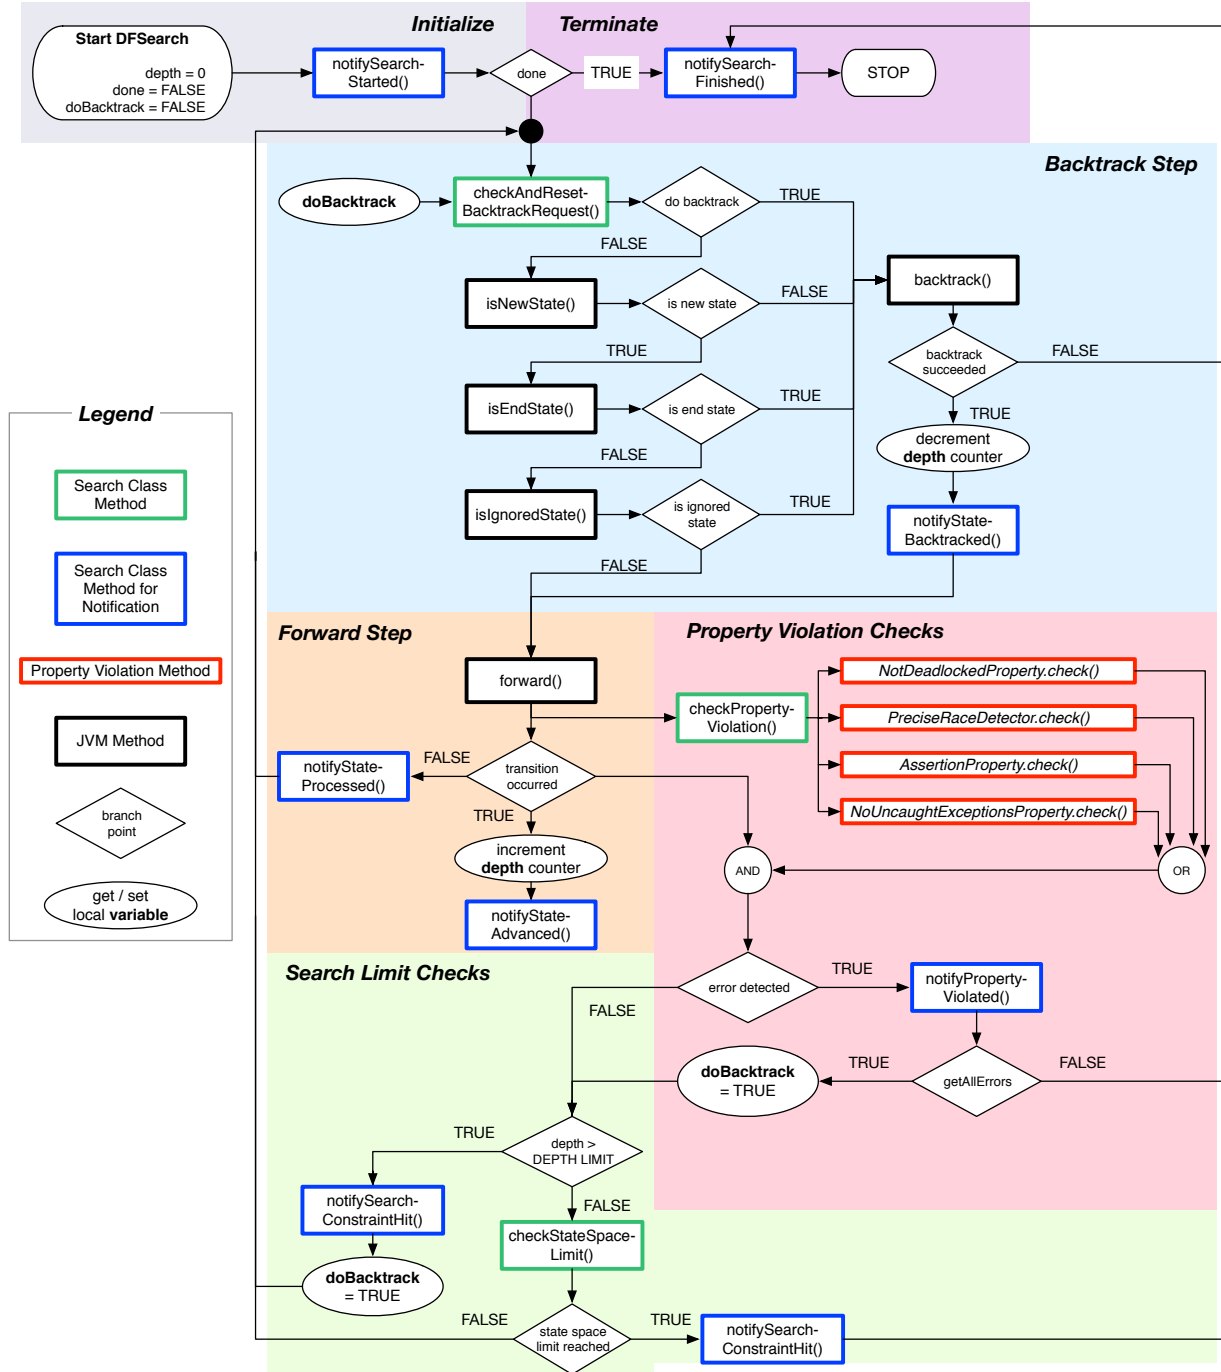 Initialize
Terminate
Start DFSearch
depth = 0
done = FALSE
doBacktrack = FALSE
notifySearch-
Started()
done
TRUE
notifySearch-
Finished()
STOP
Backtrack Step
doBacktrack
checkAndReset-
BacktrackRequest()
do backtrack
TRUE
FALSE
isNewState()
is new state
FALSE
backtrack()
TRUE
backtrack
succeeded
FALSE
isEndState()
is end state
TRUE
TRUE
decrement
depth counter
FALSE
isIgnoredState()
is ignored
state
TRUE
notifyState-
Backtracked()
FALSE
Legend
Search Class
Method
Search Class
Method for
Notification
Property Violation Method
JVM Method
branch
point
get / set
local variable
Forward Step
forward()
notifyState-
Processed()
FALSE
transition
occurred
TRUE
increment
depth counter
notifyState-
Advanced()
Property Violation Checks
checkProperty-
Violation()
NotDeadlockedProperty.check()
PreciseRaceDetector.check()
AssertionProperty.check()
NoUncaughtExceptionsProperty.check()
AND
OR
error detected
TRUE
notifyProperty-
Violated()
FALSE
doBacktrack
= TRUE
TRUE
getAllErrors
FALSE
Search Limit Checks
TRUE
depth >
DEPTH LIMIT
notifySearch-
ConstraintHit()
FALSE
checkStateSpace-
Limit()
doBacktrack
= TRUE
FALSE
state space
limit reached
TRUE
notifySearch-
ConstraintHit()